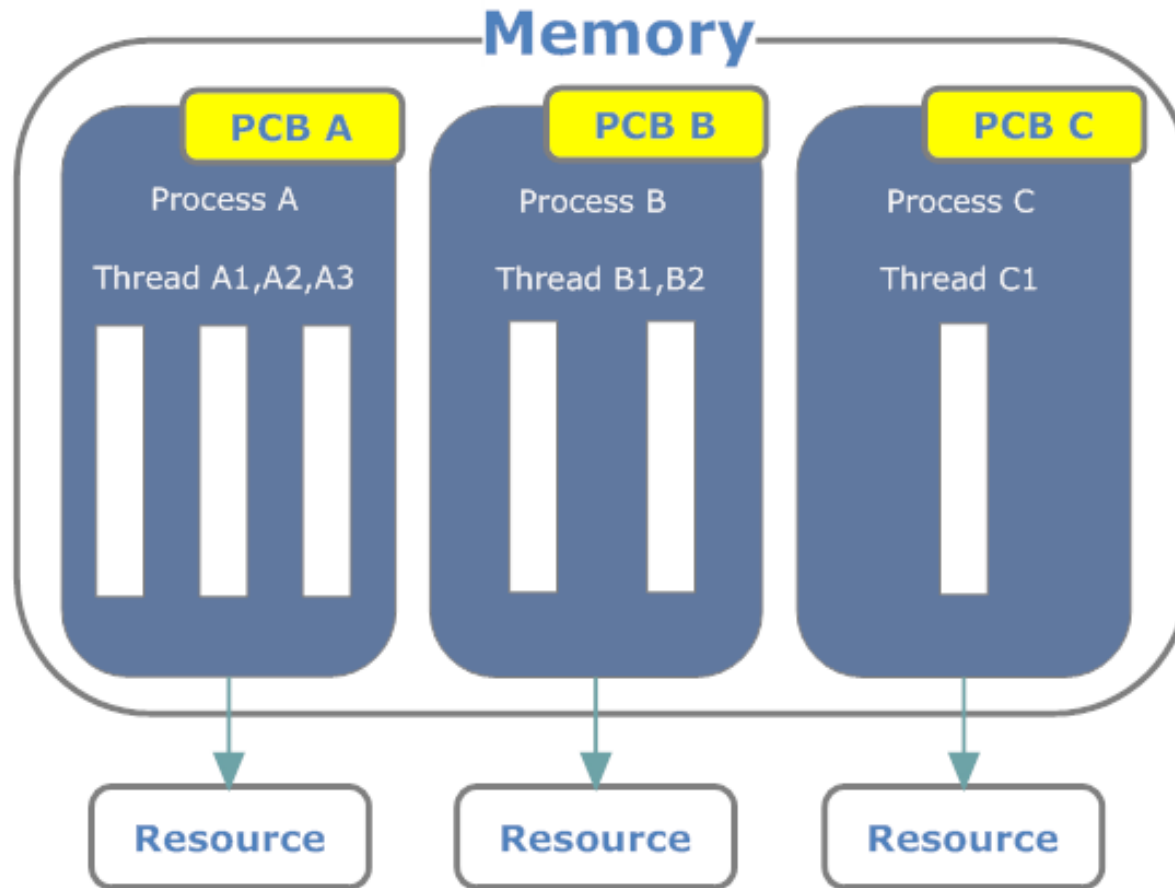 Memory
PCB A
Process A
Thread A1,A2,A3
PCB B
Process B
Thread B1,B2
PCB C
Process C
Thread C1
Resource
Resource
Resource